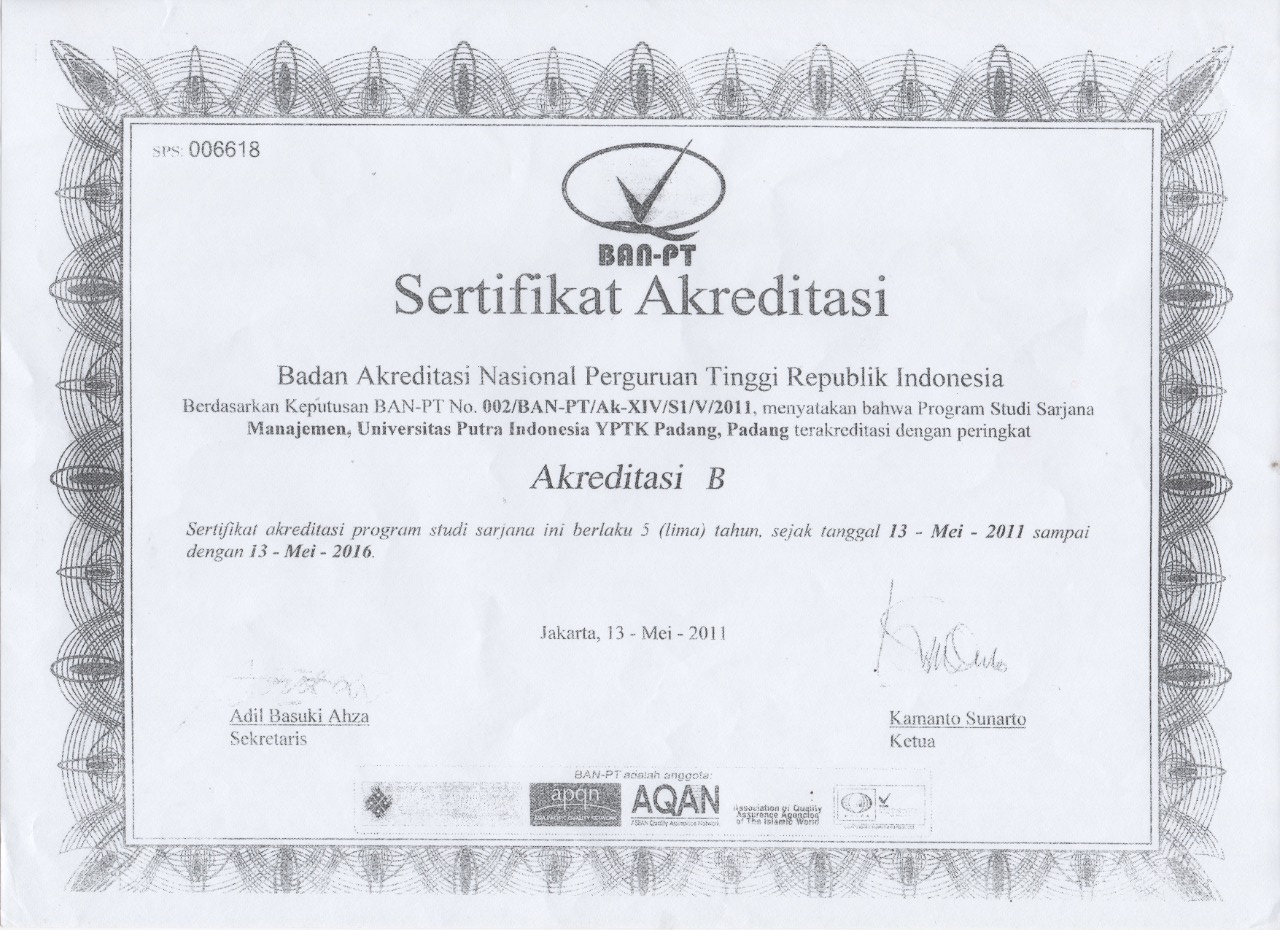 SPS: 006618
BAN-PT
Sertifikat Akreditasi
Badan Akreditasi Nasional Perguruan Tinggi Republik Indonesia
Berdasarkan Keputusan BAN-PT No. 002/BAN-PT/Ak-XIV/S1/V/2011, menyatakan bahwa Program Studi Sarjana
Manajemen, Universitas Putra Indonesia YPTK Padang, Padang terakreditasi dengan peringkat
Akreditasi B
Sertifikat akreditasi program studi sarjana ini berlaku 5 (lima) tahun, sejak tanggal 13 - Mei - 2011 sampai
dengan 13 - Mei - 2016.
Jakarta, 13 - Mei - 2011
Adil Basuki Ahza
Sekretaris
Kamanto Sunarto
Ketua
BAN-PT adalah anggota:
apqn
AQAN
ASEAN Quality Assurance Network
Association of Quality
Assurance Agencies
of The Islamic World